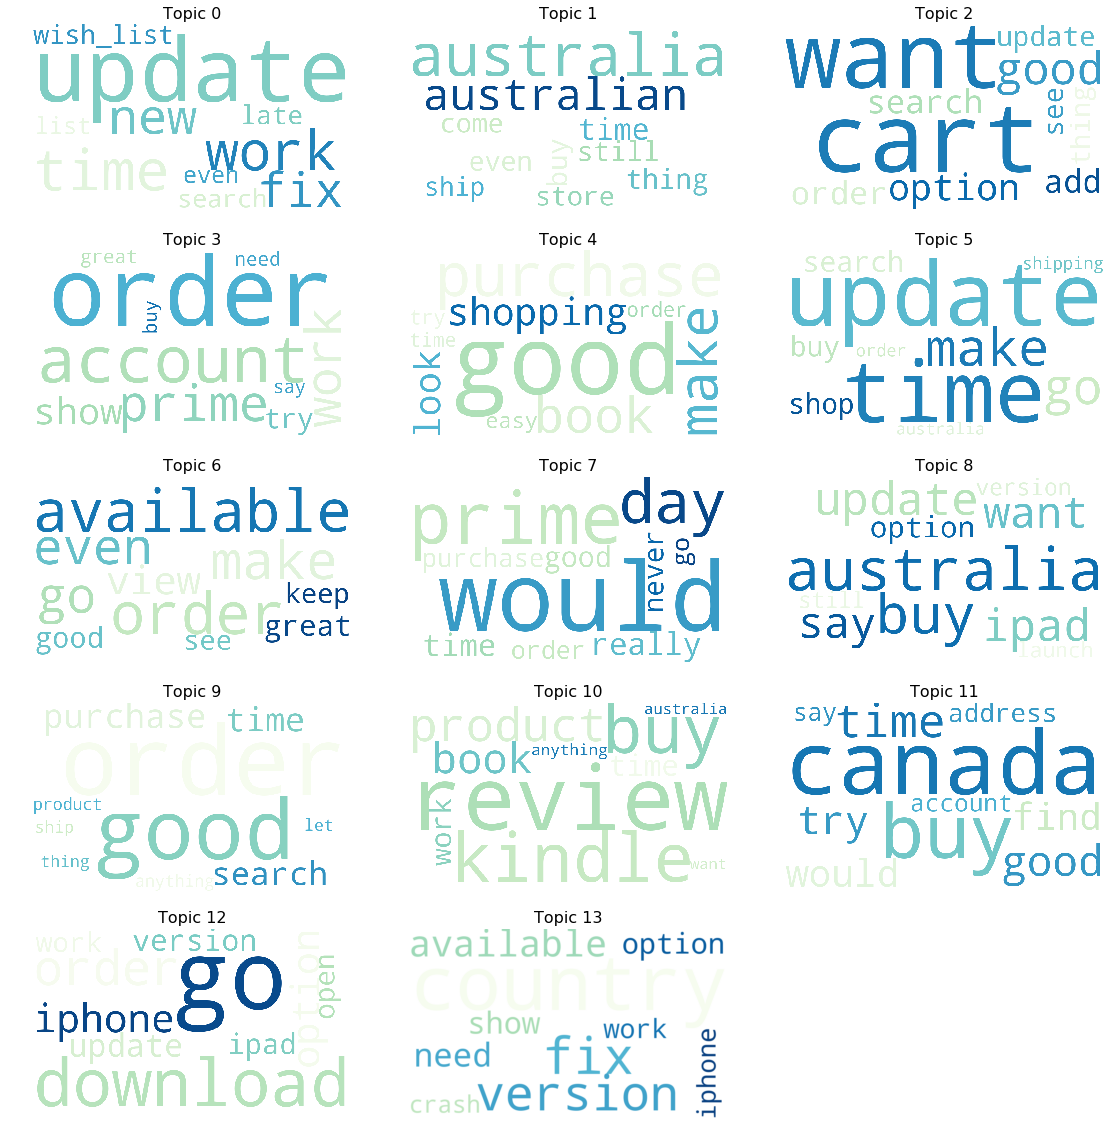 Topic 0
wish_list
update
new
late
list
work
time
even
fix
search
Topic 1
australia
australian
come
time
still
even
buy
ship
thing
store
Topic 2
want
update
good
search
see
thing
cart
add
order
option
Topic 3
great
need
order
buy
account
work
say
show
prime
try
Topic 4
purchase
shopping
order
try
time
good
make
look
easy
book
Topic 5
search
shipping
update
buy
order
make
.
go
shop
time
australia
Topic 6
available
even
make
view
go
order
keep
great
good
see
Topic 7
day
prime
purchase
good
never
go
would
time
order
really
Topic 8
version
update
option
want
australia
still
say
buy
ipad
launch
Topic 9
purchase
time
order
product
ship
good
let
thing
anything
search
Topic 10
australia
product
buy
book
anything
time
review
work
kindle
want
Topic 11
say
time
address
canada
account
try
buy
find
good
would
Topic 12
work
version
order
go
option
open
iphone
update
ipad
download
Topic 13
available
option
country
show
work
need
fix
iphone
version
crash